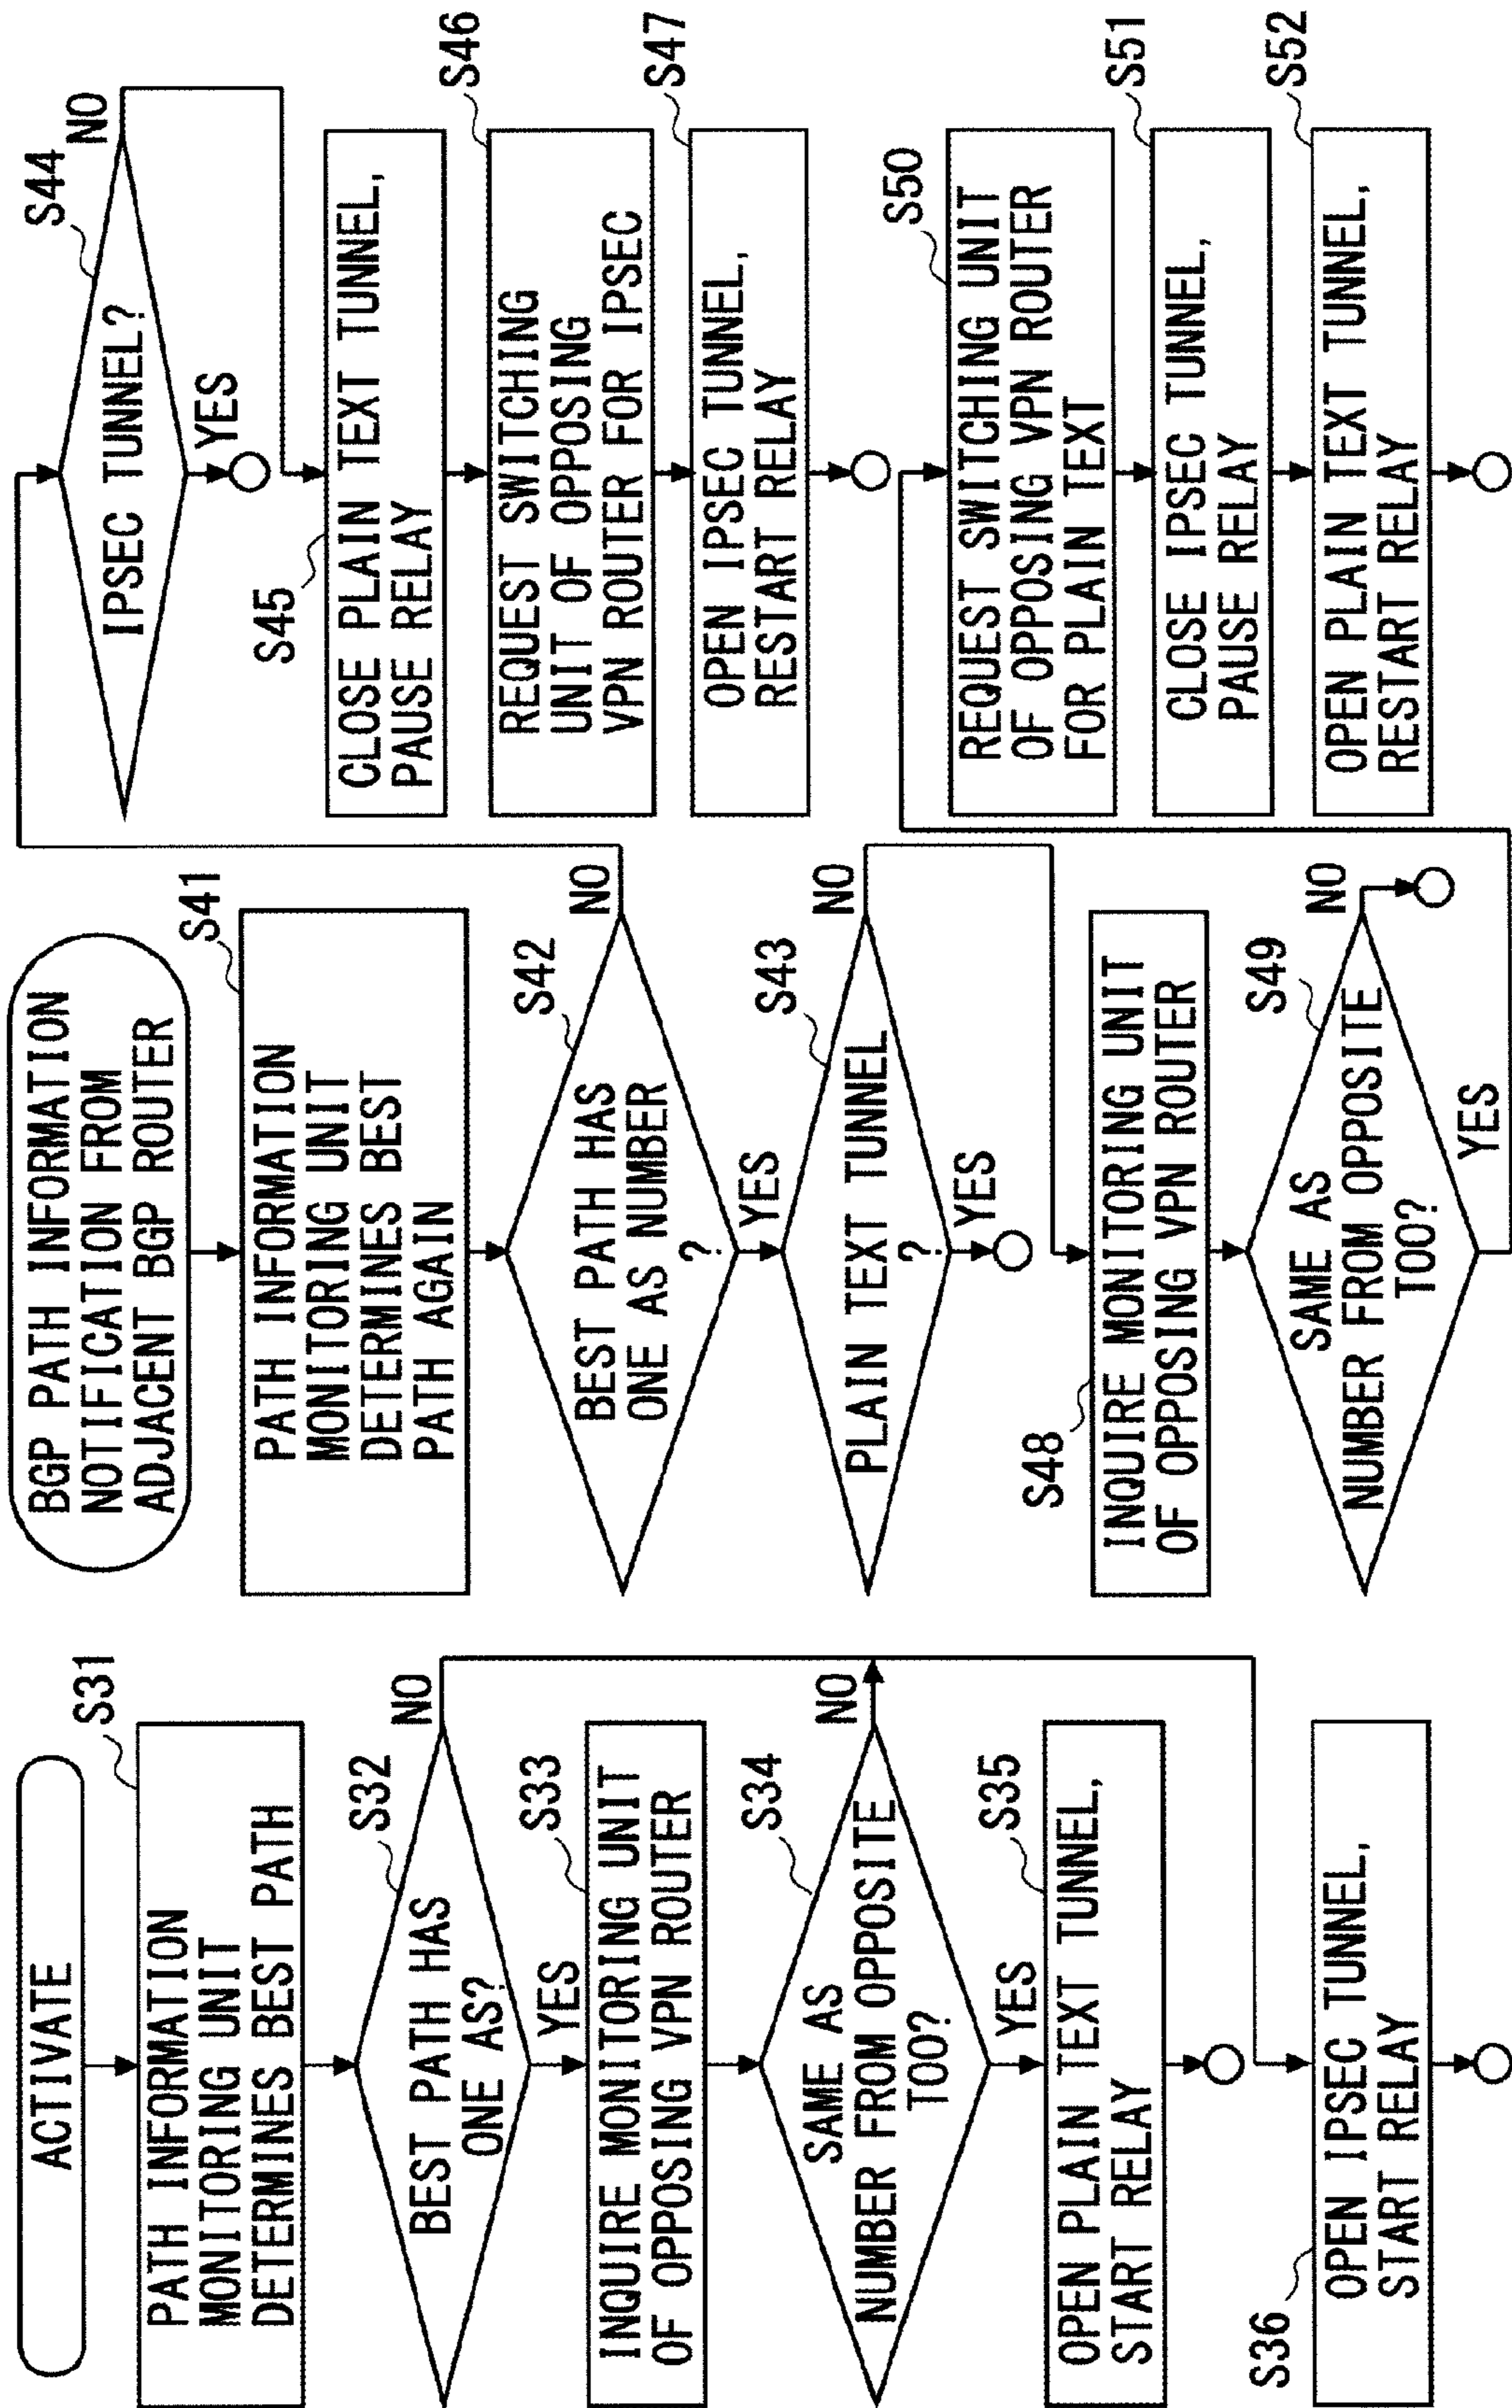 ACTIVATE
S31
PATH INFORMATION
MONITORING UNIT
DETERMINES BEST PATH
S32
BEST PATH HAS
ONE AS?
NO
YES
S33
INQUIRE MONITORING UNIT
OF OPPOSING VPN ROUTER
S34
SAME AS
NUMBER FROM OPPOSITE
TOO?
NO
YES
S35
OPEN PLAIN TEXT TUNNEL,
START RELAY
S36
OPEN IPSEC TUNNEL,
START RELAY
BGP PATH INFORMATION
NOTIFICATION FROM
ADJACENT BGP ROUTER
S41
PATH INFORMATION
MONITORING UNIT
DETERMINES BEST
PATH AGAIN
S42
BEST PATH HAS
ONE AS NUMBER
?
NO
YES
S43
PLAIN TEXT TUNNEL
?
NO
YES
S48
INQUIRE MONITORING UNIT
OF OPPOSING VPN ROUTER
S49
SAME AS
NUMBER FROM OPPOSITE
TOO?
NO
YES
S44
IPSEC TUNNEL?
NO
YES
S45
CLOSE PLAIN TEXT TUNNEL,
PAUSE RELAY
S46
REQUEST SWITCHING
UNIT OF OPPOSING
VPN ROUTER FOR IPSEC
S47
OPEN IPSEC TUNNEL,
RESTART RELAY
S50
REQUEST SWITCHING UNIT
OF OPPOSING VPN ROUTER
FOR PLAIN TEXT
S51
CLOSE IPSEC TUNNEL,
PAUSE RELAY
S52
OPEN PLAIN TEXT TUNNEL,
RESTART RELAY